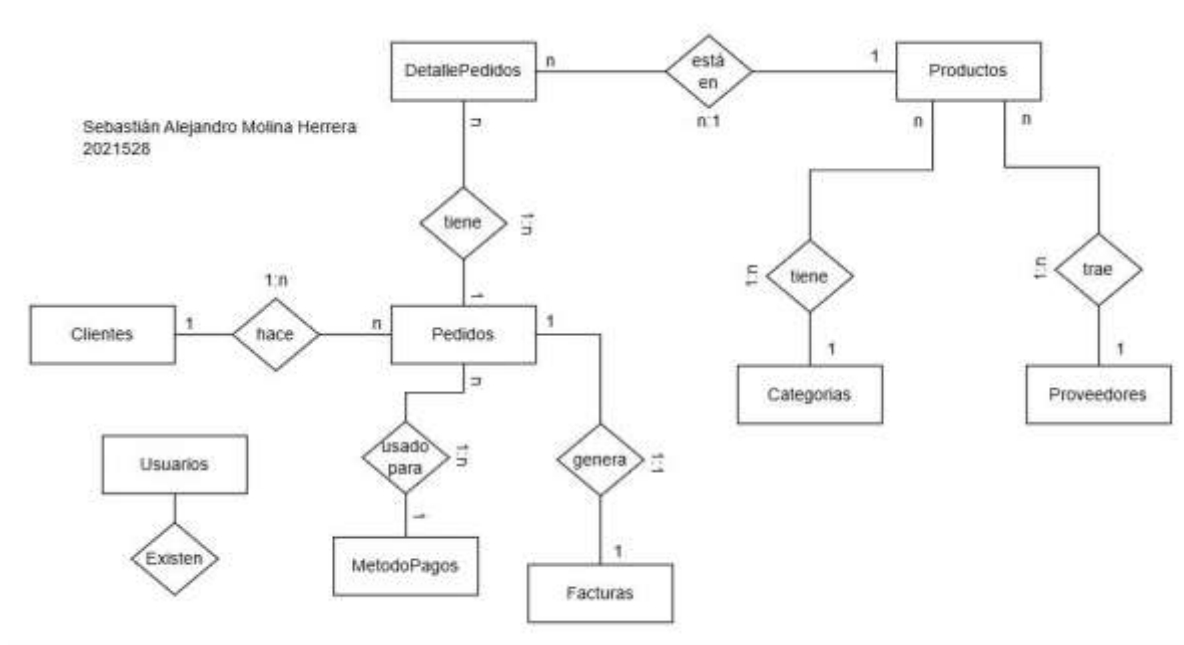 DetallePedidos
n
está
en
n:1
1
Productos
Sebastián Alejandro Molina Herrera
2021528
n
tiene
1:n
1
n
n
tiene
1:n
1
Categorias
trae
1:n
1
Proveedores
Clientes
1
1:n
hace
n
Pedidos
1
n
usado
para
1:n
1
MetodoPagos
genera
1:1
1
Facturas
Usuarios
Existen